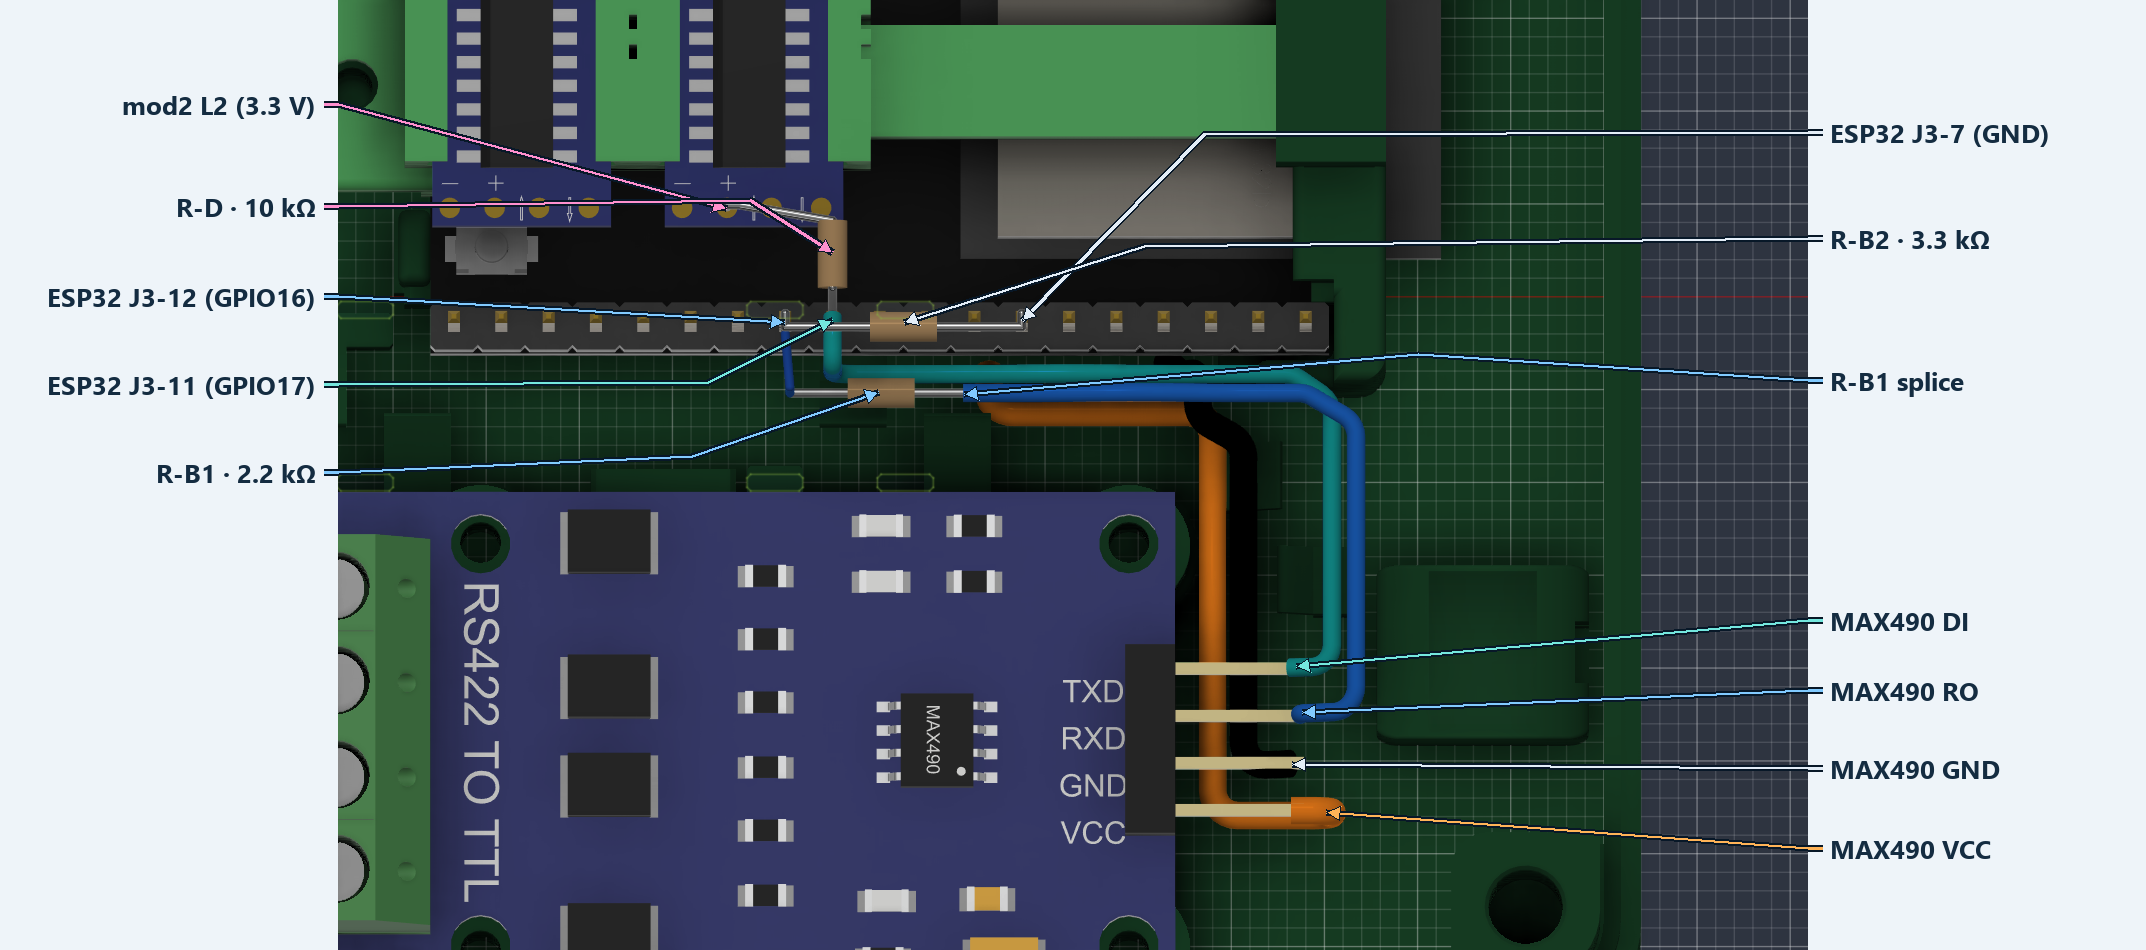 mod2 L2 (3.3 V)
R-D · 10 kΩ
ESP32 J3-12 (GPIO16)
ESP32 J3-11 (GPIO17)
R-B1 · 2.2 kΩ
− +
− +
ESP32 J3-7 (GND)
R-B2 · 3.3 kΩ
R-B1 splice
MAX490 DI
MAX490 RO
MAX490 GND
MAX490 VCC
RS422 TO TTL
MAX490
TXD
RXD
GND
VCC